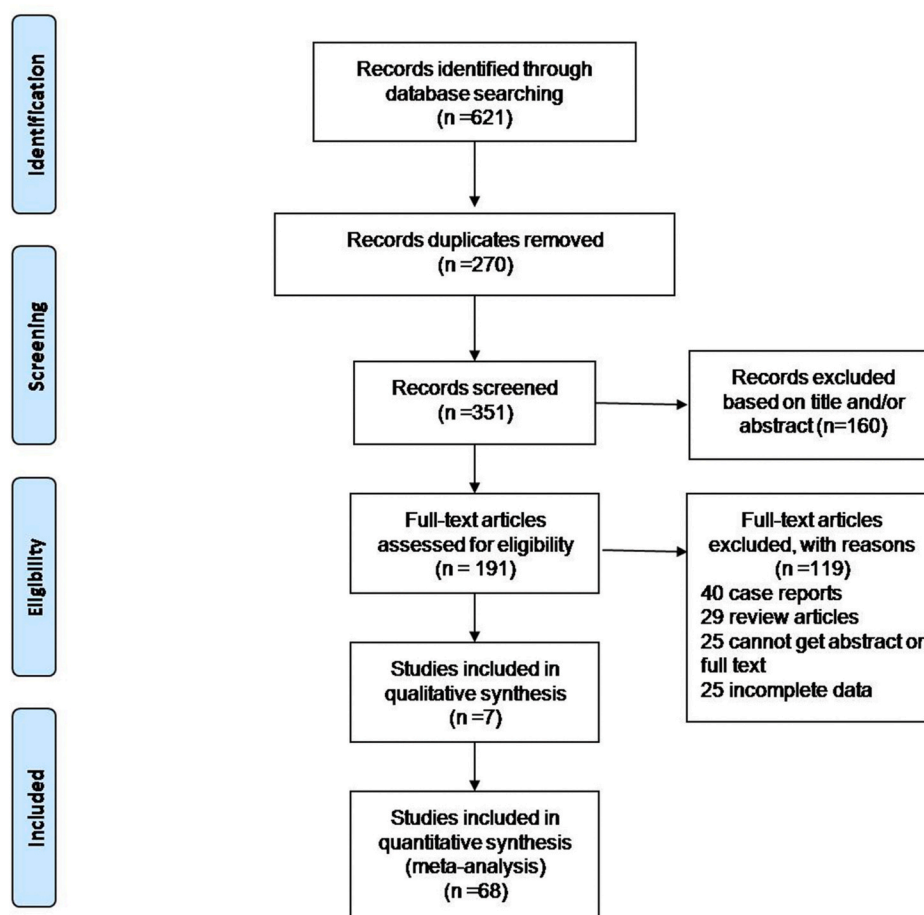 Identification
Records identified through
database searching
(n =621)
Records duplicates removed
(n =270)
Screening
Records screened
(n =351)
Records excluded
based on title and/or
abstract (n=160)
Eligibility
Full-text articles
assessed for eligibility
(n = 191)
Full-text articles
excluded, with reasons
(n =119)
40 case reports
29 review articles
25 cannot get abstract or
full text
25 incomplete data
Studies included in
qualitative synthesis
(n =7)
Included
Studies included in
quantitative synthesis
(meta-analysis)
(n =68)